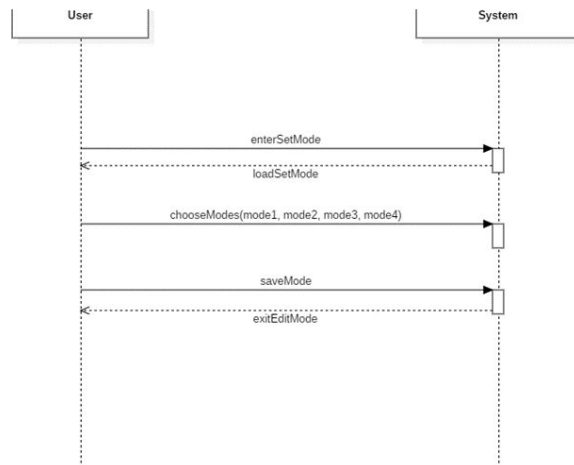 User
System
enterSetMode
loadSetMode
chooseModes(mode1, mode2, mode3, mode4)
saveMode
exitEditMode